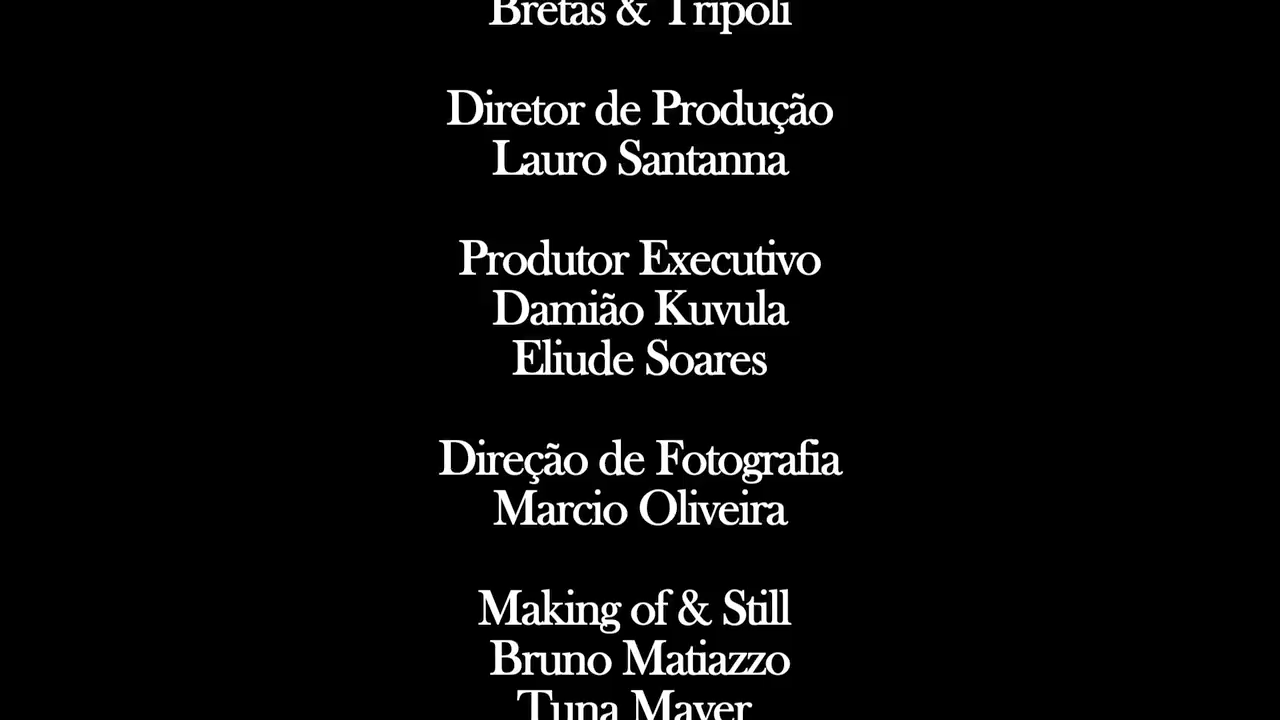 Bretas & Tripoli
Diretor de Produção
Lauro Santanna
Produtor Executivo
Damião Kuvula
Eliude Soares
Direção de Fotografia
Marcio Oliveira
Making of & Still
Bruno Matiazzo
Tuna Mayer